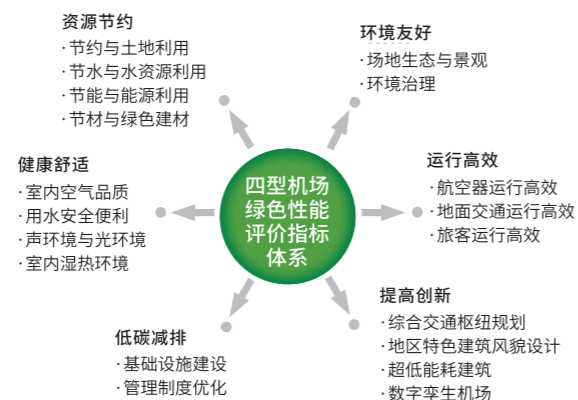 资源节约
·节约与土地利用
·节水与水资源利用
·节能与能源利用
·节材与绿色建材
环境友好
·场地生态与景观
·环境治理
健康舒适
·室内空气品质
·用水安全便利
·声环境与光环境
·室内湿热环境
四型机场
绿色性能
评价指标
体系
运行高效
·航空器运行高效
·地面交通运行高效
·旅客运行高效
低碳减排
·基础设施建设
·管理制度优化
提高创新
·综合交通枢纽规划
·地区特色建筑风貌设计
·超低能耗建筑
·数字孪生机场